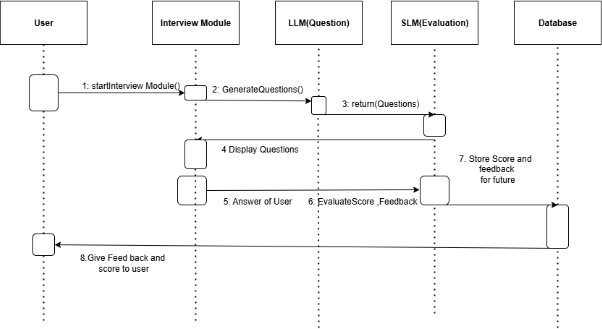 User
Interview Module
LLM(Question)
SLM(Evaluation)
Database
1: startInterview Module()
2: GenerateQuestions()
3: return(Questions)
4 Display Questions
5: Answer of User
6: EvaluateScore ,Feedback
7. Store Score and
feedback
for future
8.Give Feed back and
score to user